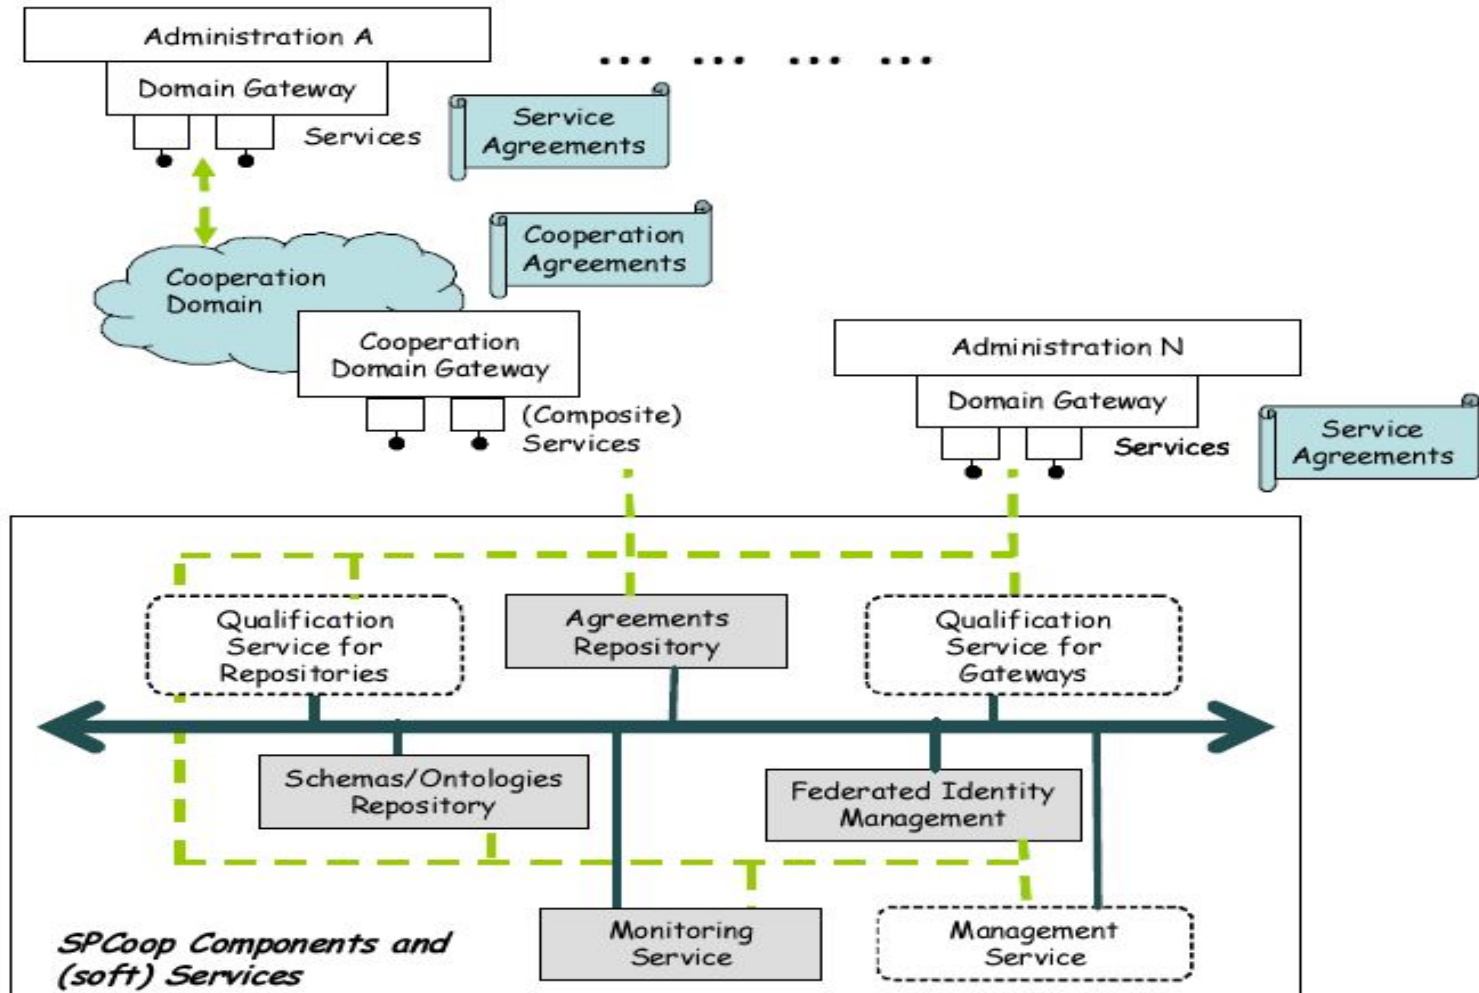 Administration A
... ... ... ...
Domain Gateway
Services
Service
Agreements
Cooperation
Agreements
Cooperation
Domain
Cooperation
Domain Gateway
(Composite)
Services
Administration N
Domain Gateway
Services
Service
Agreements
Qualification
Service for
Repositories
Agreements
Repository
Qualification
Service for
Gateways
Schemas/Ontologies
Repository
Federated Identity
Management
Monitoring
Service
Management
Service
SPCoop Components and
(soft) Services